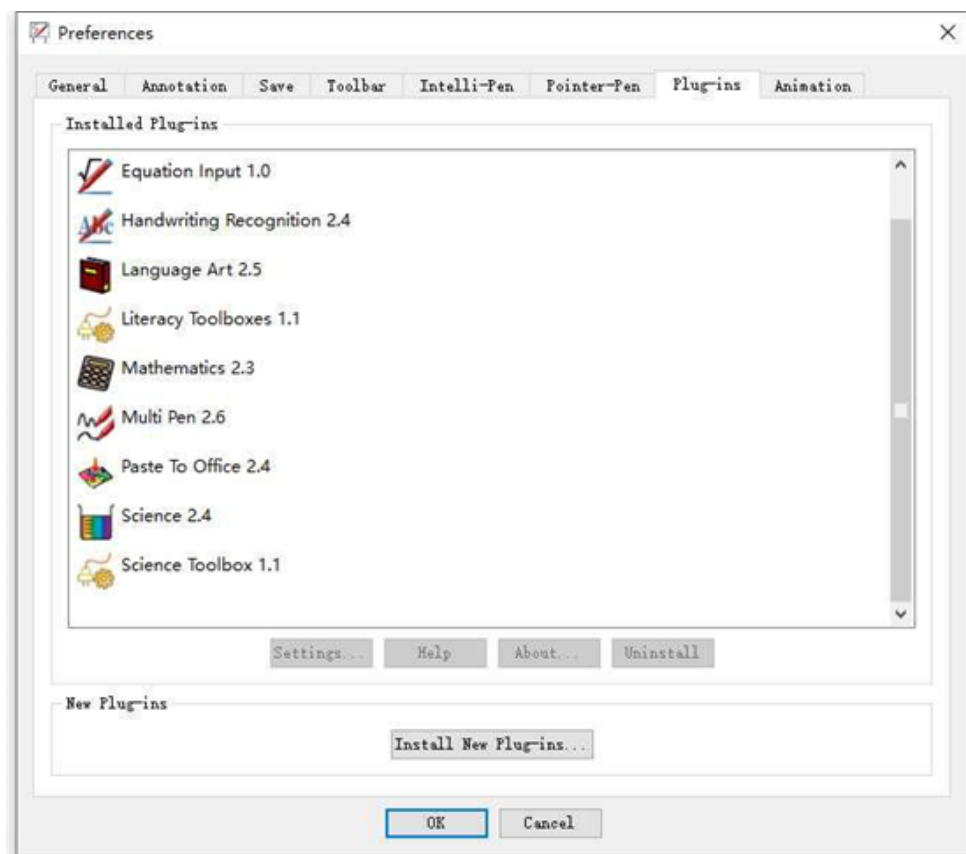 Preferences
General Annotation Save Toolbar Intelli-Pen Pointer-Pen Plug-ins Animation
Installed Plug-ins
Equation Input 1.0
Handwriting Recognition 2.4
Language Art 2.5
Literacy Toolboxes 1.1
Mathematics 2.3
Multi Pen 2.6
Paste To Office 2.4
Science 2.4
Science Toolbox 1.1
Settings... Help About... Uninstall
New Plug-ins
Install New Plug-ins...
OK Cancel